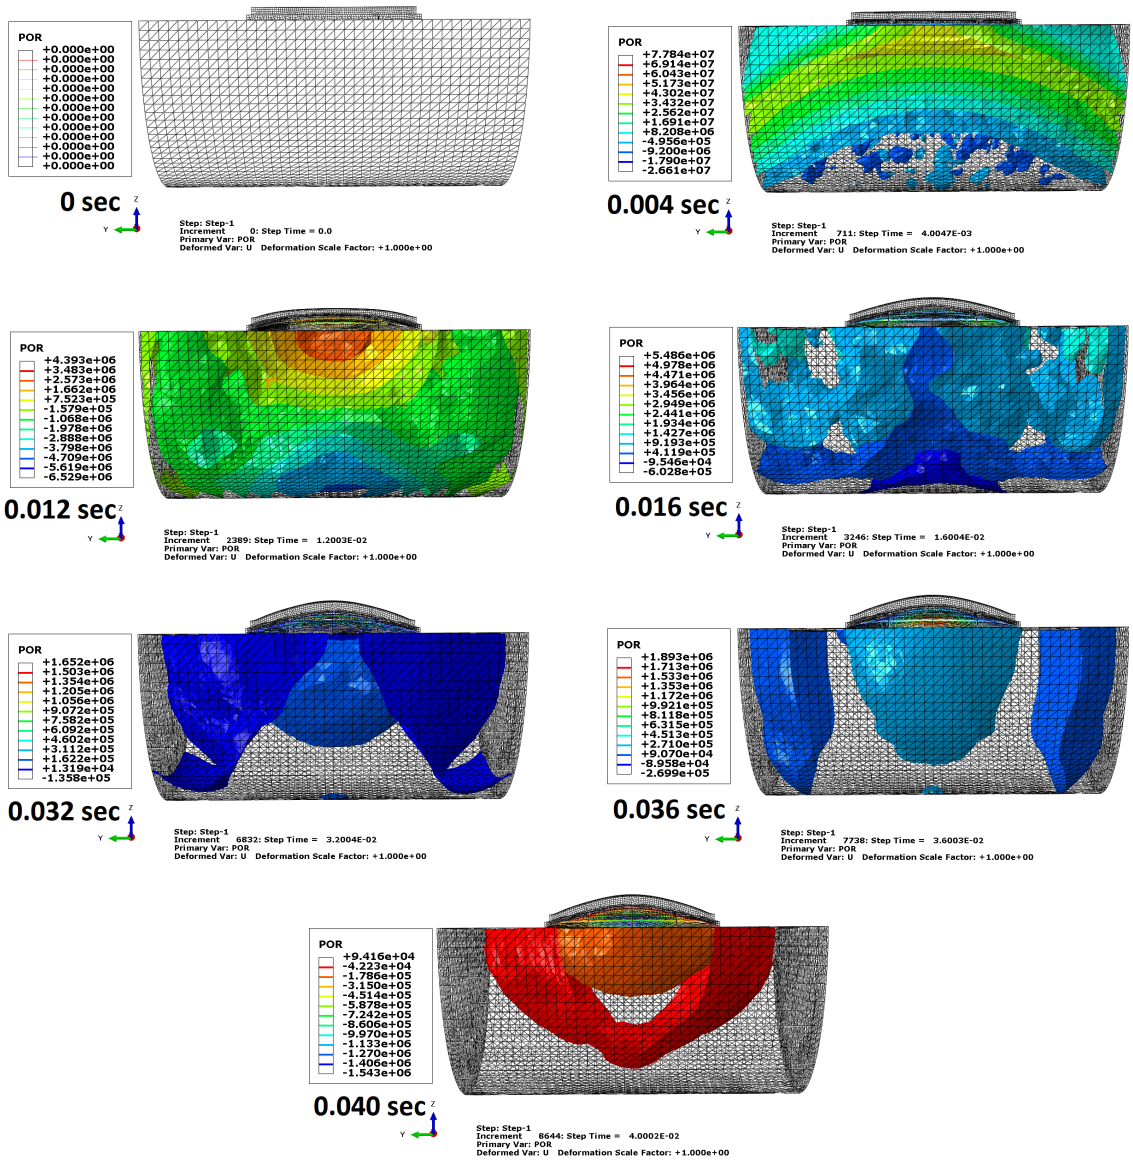 POR
+0.000e+00
+0.000e+00
+0.000e+00
+0.000e+00
+0.000e+00
+0.000e+00
+0.000e+00
+0.000e+00
+0.000e+00
+0.000e+00
+0.000e+00
+0.000e+00
+0.000e+00
0 sec
Z
Y
Step: Step-1
Increment 0: Step Time = 0.0
Primary Var: POR
Deformed Var: U Deformation Scale Factor: +1.000e+00
POR
+7.784e+07
+6.914e+07
+6.043e+07
+5.173e+07
+4.302e+07
+3.432e+07
+2.562e+07
+1.691e+07
+8.208e+06
-4.956e+05
-9.200e+06
-1.790e+07
-2.661e+07
0.004 sec
Z
Y
Step: Step-1
Increment 711: Step Time = 4.0047E-03
Primary Var: POR
Deformed Var: U Deformation Scale Factor: +1.000e+00
POR
+4.393e+06
+3.483e+06
+2.573e+06
+1.662e+06
+7.523e+05
-1.579e+05
-1.068e+06
-1.978e+06
-2.888e+06
-3.798e+06
-4.709e+06
-5.619e+06
-6.529e+06
0.012 sec
Z
Y
Step: Step-1
Increment 2389: Step Time = 1.2003E-02
Primary Var: POR
Deformed Var: U Deformation Scale Factor: +1.000e+00
POR
+5.486e+06
+4.978e+06
+4.471e+06
+3.964e+06
+3.456e+06
+2.949e+06
+2.441e+06
+1.934e+06
+1.427e+06
+9.193e+05
+4.119e+05
-9.546e+04
-6.028e+05
0.016 sec
Z
Y
Step: Step-1
Increment 3246: Step Time = 1.6004E-02
Primary Var: POR
Deformed Var: U Deformation Scale Factor: +1.000e+00
POR
+1.652e+06
+1.503e+06
+1.354e+06
+1.205e+06
+1.056e+06
+9.072e+05
+7.582e+05
+6.092e+05
+4.602e+05
+3.112e+05
+1.622e+05
+1.319e+04
-1.358e+05
0.032 sec
Z
Y
Step: Step-1
Increment 6832: Step Time = 3.2004E-02
Primary Var: POR
Deformed Var: U Deformation Scale Factor: +1.000e+00
POR
+1.893e+06
+1.713e+06
+1.533e+06
+1.353e+06
+1.172e+06
+9.921e+05
+8.118e+05
+6.315e+05
+4.513e+05
+2.710e+05
+9.070e+04
-8.958e+04
-2.699e+05
0.036 sec
Z
Y
Step: Step-1
Increment 7738: Step Time = 3.6003E-02
Primary Var: POR
Deformed Var: U Deformation Scale Factor: +1.000e+00
POR
+9.416e+04
-4.223e+04
-1.786e+05
-3.150e+05
-4.514e+05
-5.878e+05
-7.242e+05
-8.606e+05
-9.970e+05
-1.133e+06
-1.270e+06
-1.406e+06
-1.543e+06
0.040 sec
Z
Y
Step: Step-1
Increment 8644: Step Time = 4.0002E-02
Primary Var: POR
Deformed Var: U Deformation Scale Factor: +1.000e+00